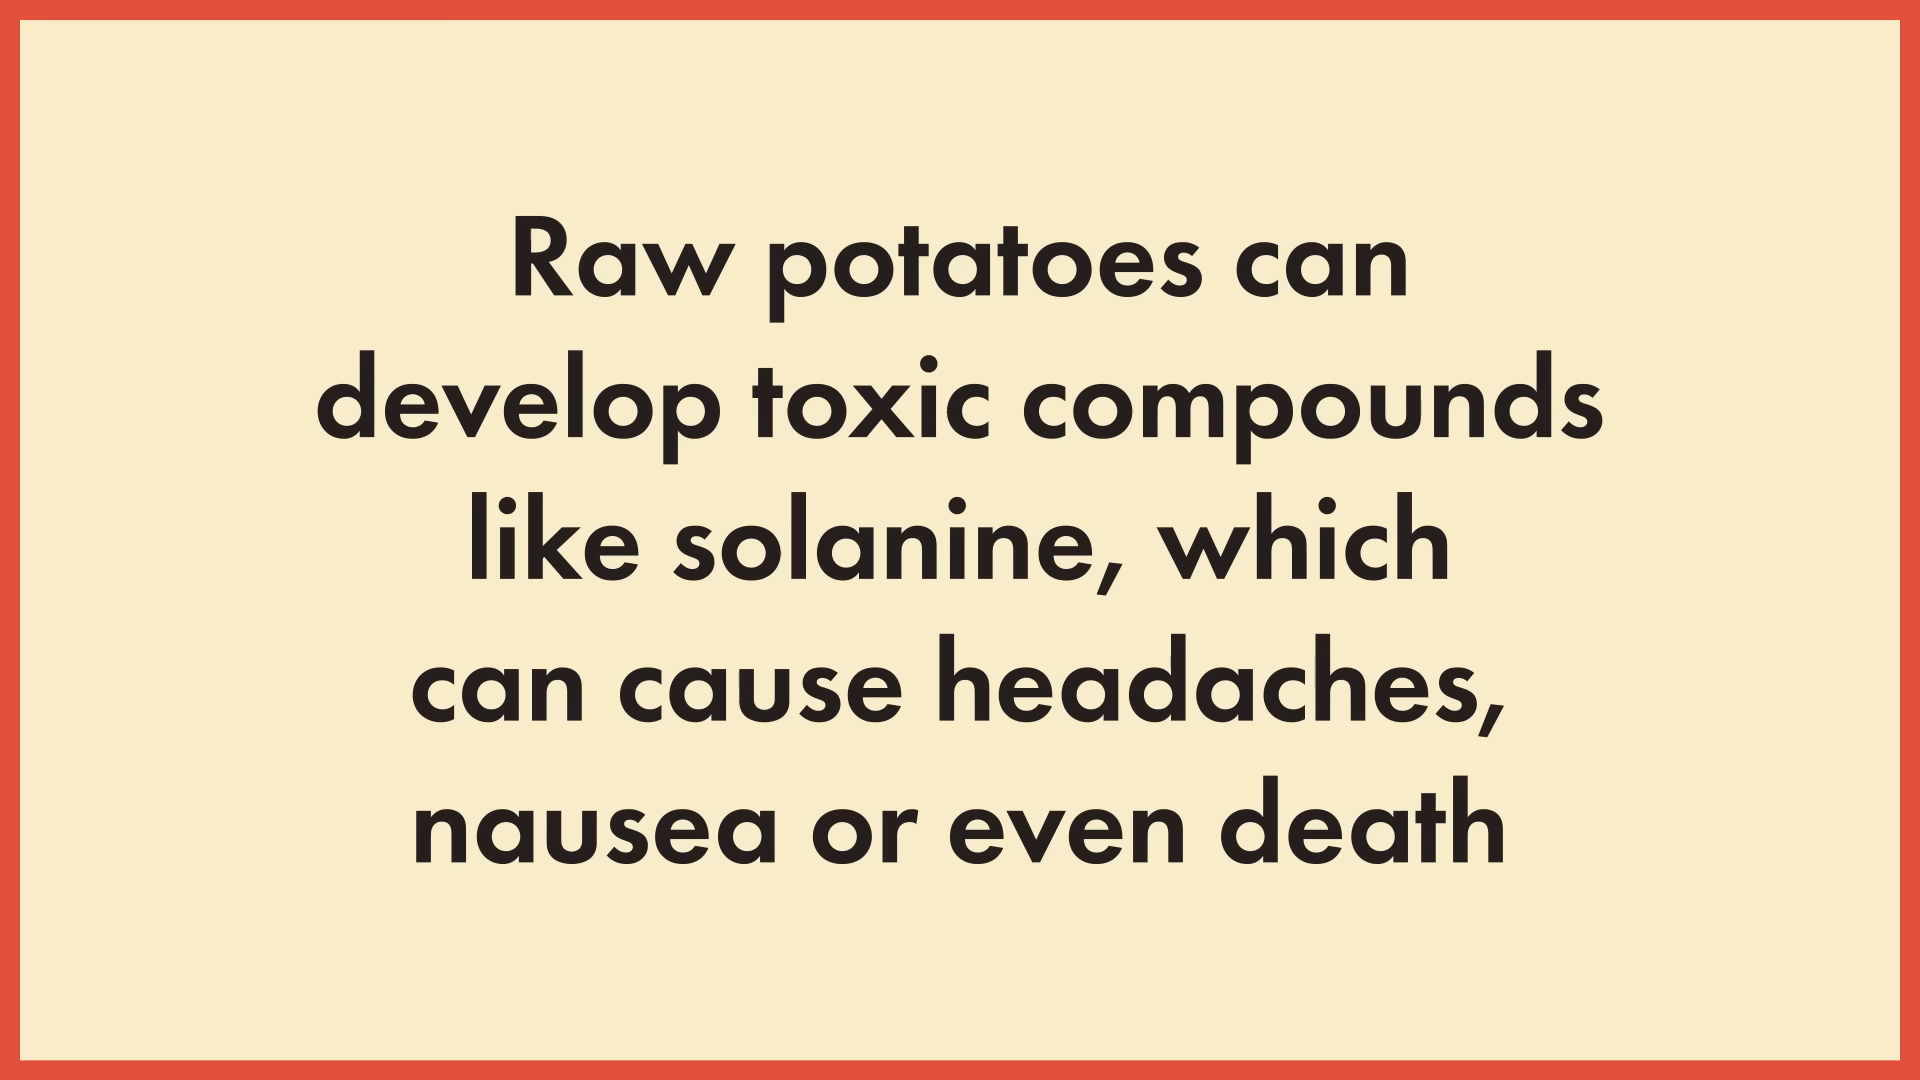 Raw potatoes can
develop toxic compounds
like solanine, which
can cause headaches,
nausea or even death